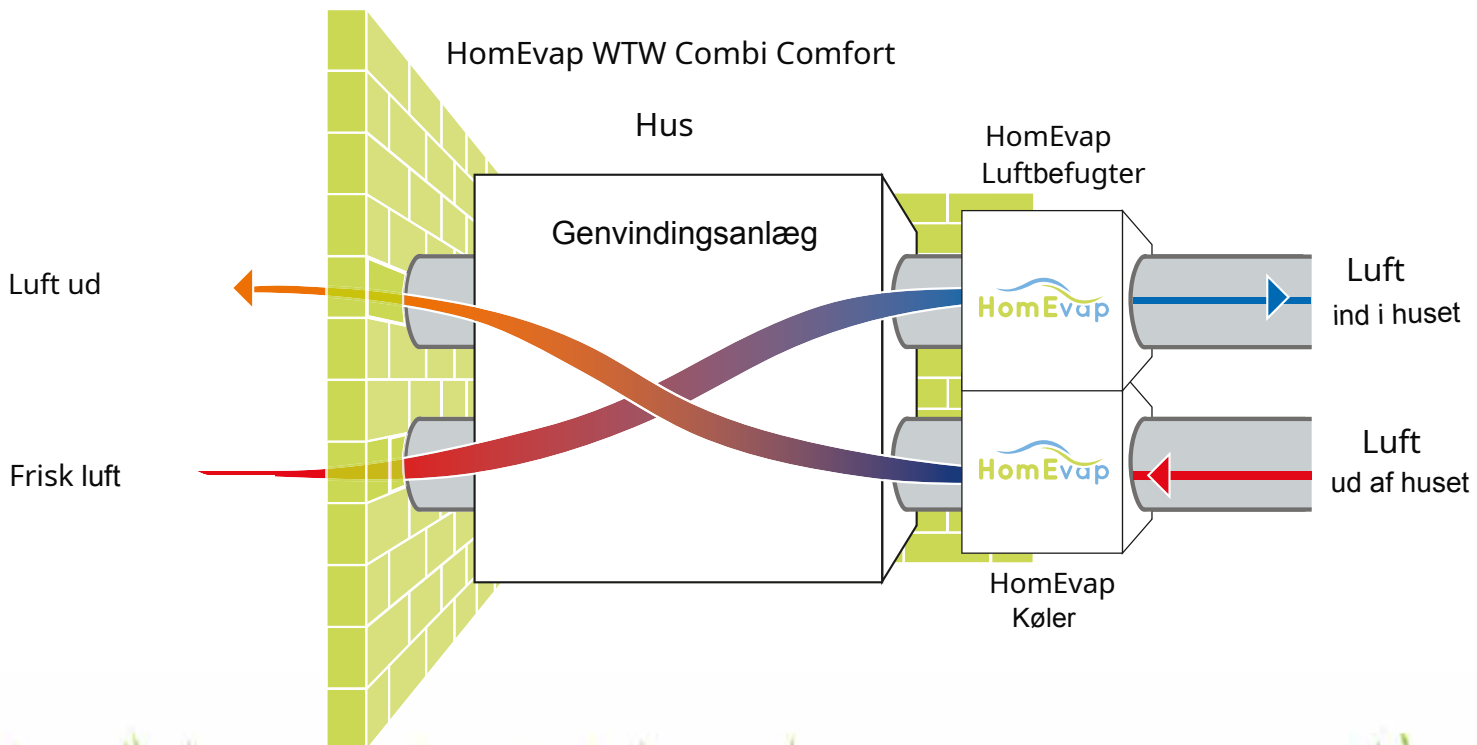 HomEvap WTW Combi Comfort
Hus
HomEvap
Luftbefugter
Genvindingsanlæg
Luft ud
Luft
ind i huset
HomEvap
Frisk luft
HomEvap
Luft
ud af huset
HomEvap
Køler